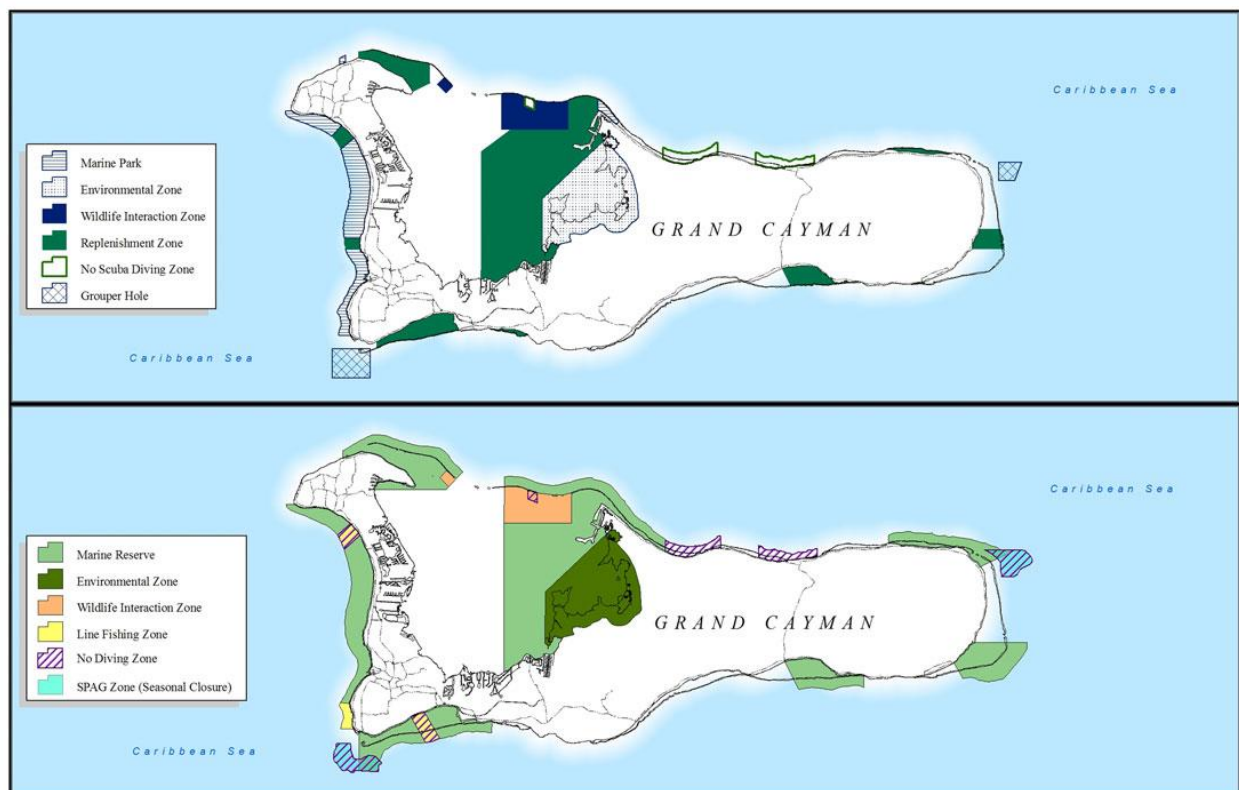 Caribbean Sea
Marine Park
Environmental Zone
Wildlife Interaction Zone
Replenishment Zone
No Scuba Diving Zone
Grouper Hole
GRAND CAYMAN
Caribbean Sea
Caribbean Sea
Marine Reserve
Environmental Zone
Wildlife Interaction Zone
Line Fishing Zone
No Diving Zone
SPAG Zone (Seasonal Closure)
GRAND CAYMAN
Caribbean Sea